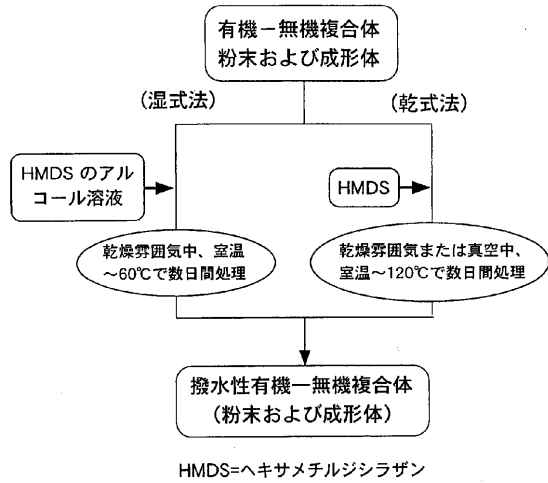 有機－無機複合体
粉末および成形体
(湿式法)
(乾式法)
HMDS のアル
コール溶液
HMDS
乾燥雰囲気中、室温
～60℃で数日間処理
乾燥雰囲気または真空中、
室温～120℃で数日間処理
撥水性有機－無機複合体
(粉末および成形体)
HMDS=ヘキサメチルジシラザン